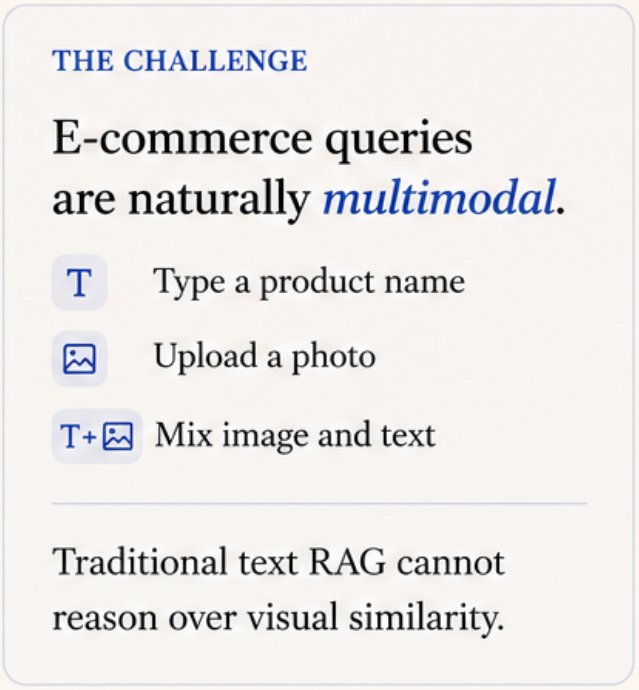 THE CHALLENGE
E-commerce queries
are naturally multimodal.
T Type a product name
Upload a photo
T+ Mix image and text
Traditional text RAG cannot
reason over visual similarity.